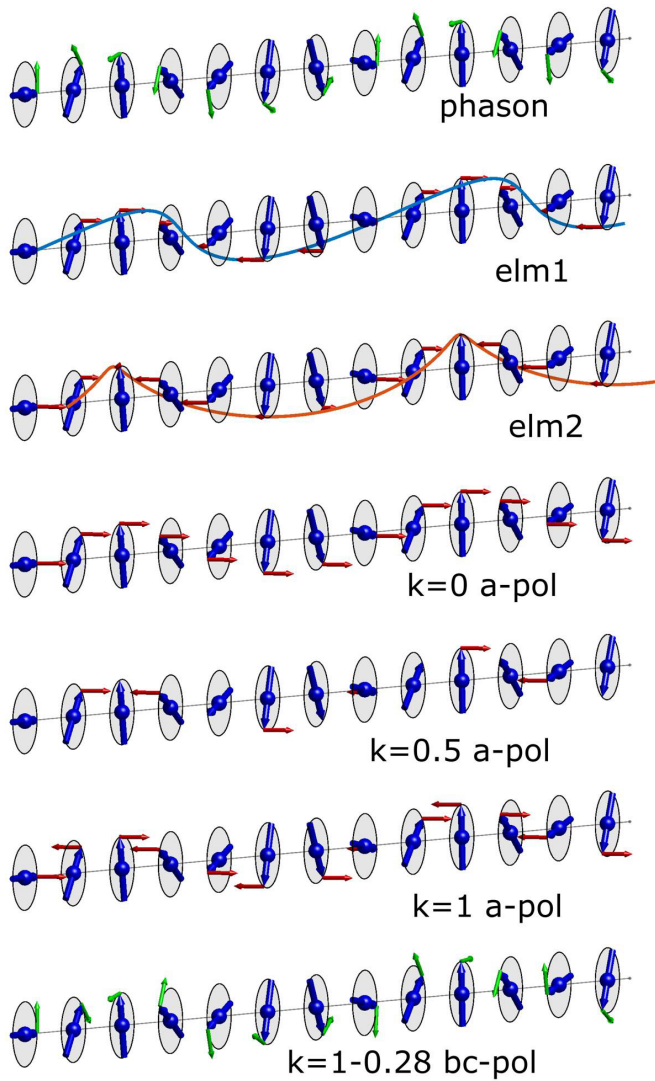 phason
elm1
elm2
k=0 a-pol
k=0.5 a-pol
k=1 a-pol
k=1-0.28 bc-pol